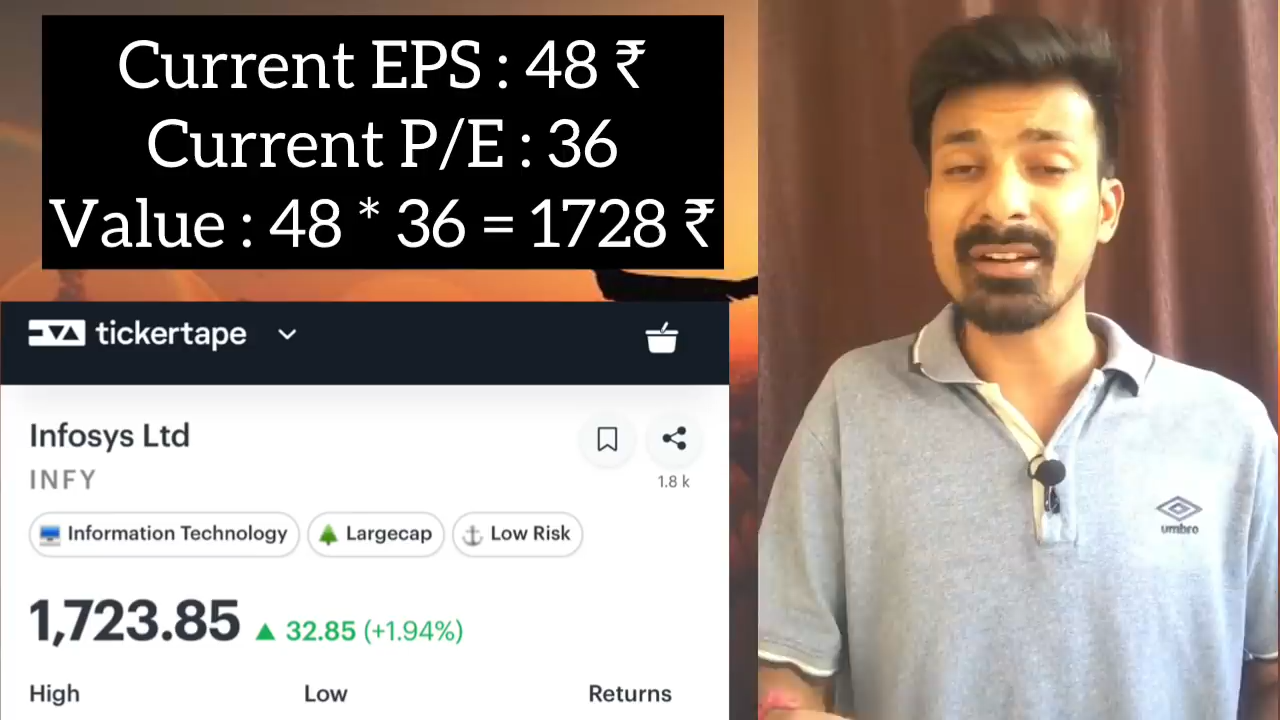 Current EPS : 48 ₹
Current P/E : 36
Value : 48 * 36 = 1728 ₹
tickertape
Infosys Ltd
INFY
1.8 k
Information Technology
Largecap
Low Risk
1,723.85 ▲ 32.85 (+1.94%)
High Low Returns
umbro